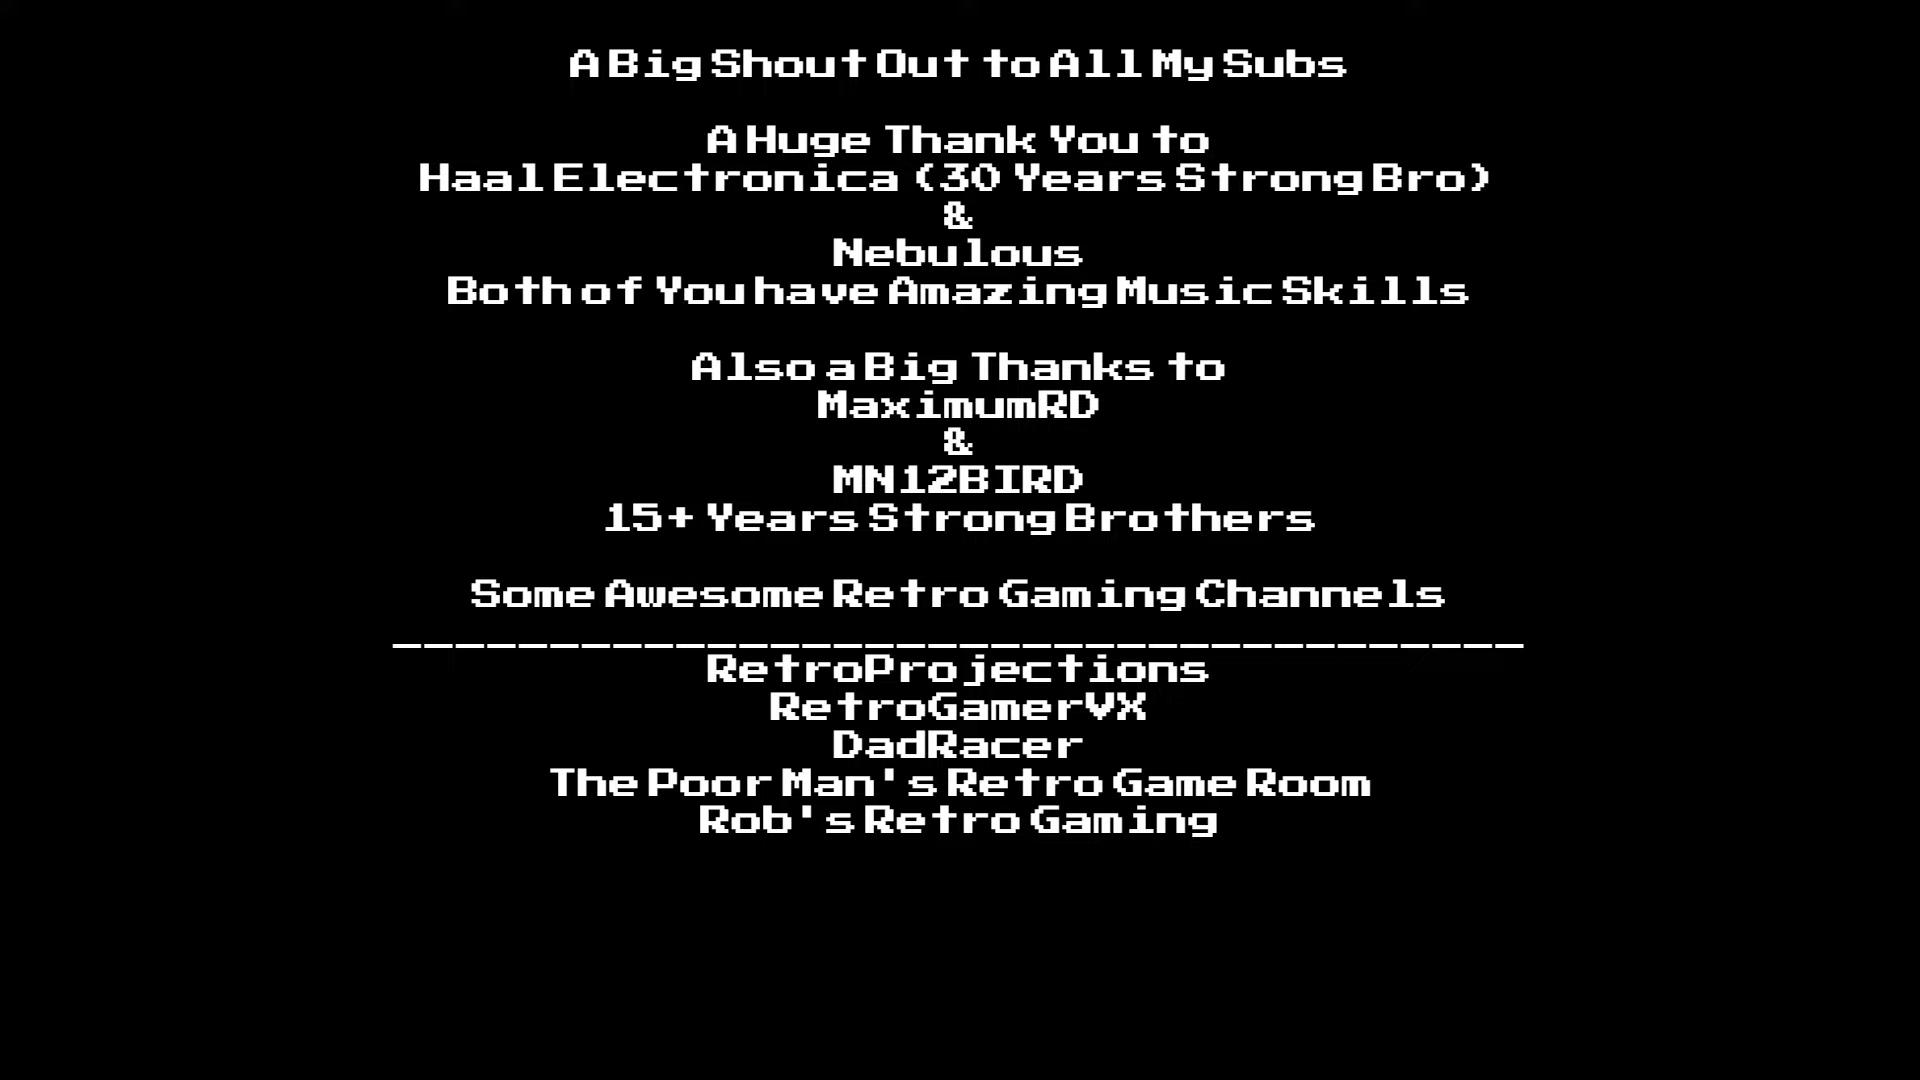 A Big Shout Out to All My Subs
A Huge Thank You to
Haal Electronica (30 Years Strong Bro)
&
Nebulous
Both of You have Amazing Music Skills
Also a Big Thanks to
MaximumRD
&
MN12BIRD
15+ Years Strong Brothers
Some Awesome Retro Gaming Channels
____________________________________
RetroProjections
RetroGamerVX
DadRacer
The Poor Man's Retro Game Room
Rob's Retro Gaming